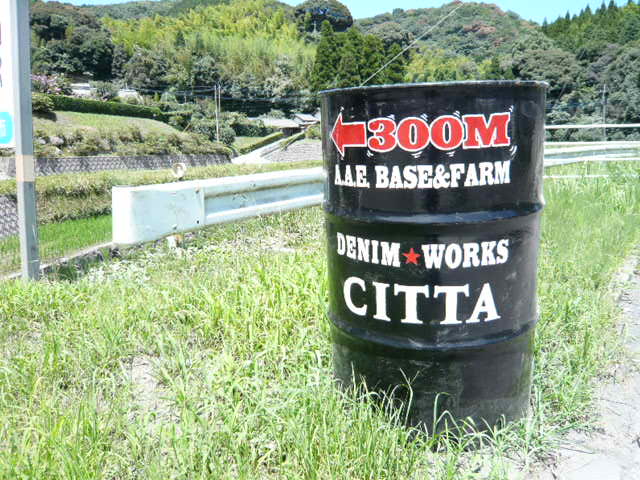 300M
A.A.E. BASE&FARM
DENIM★WORKS
CITTA